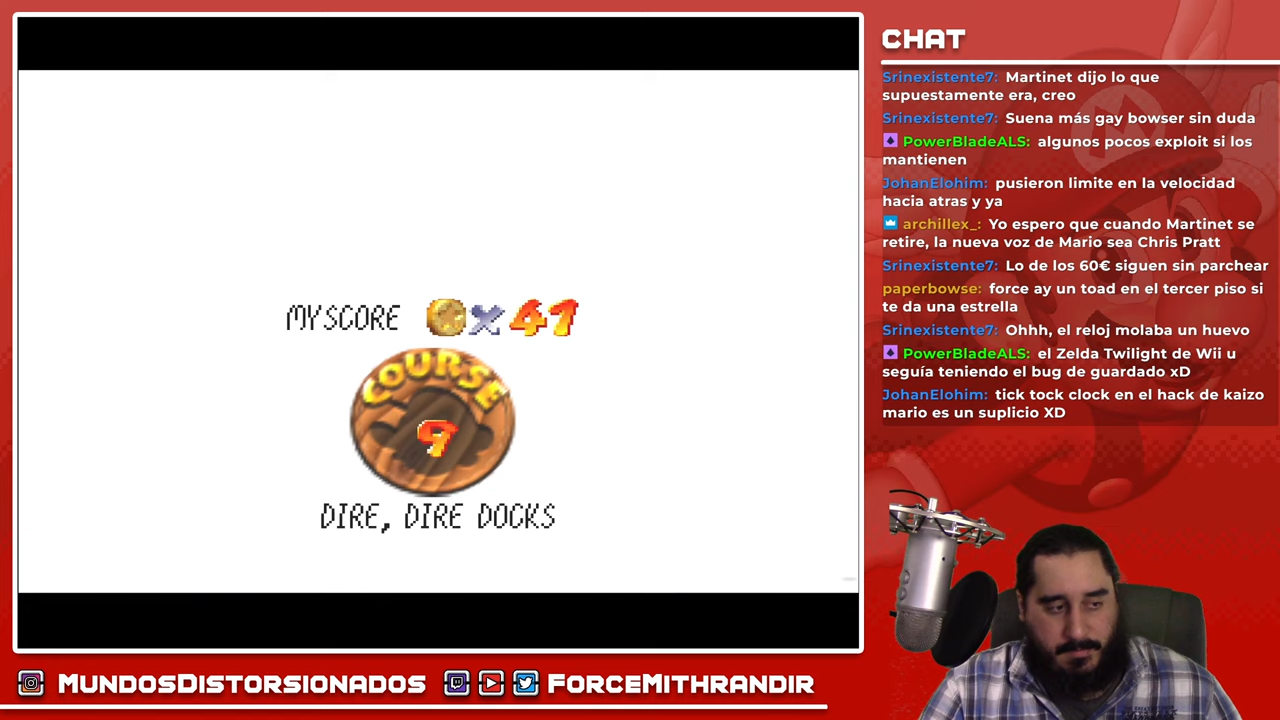 MY SCORE × 41
COURSE
9
DIRE, DIRE DOCKS
CHAT
Srinexistente7: Martinet dijo lo que
supuestamente era, creo
Srinexistente7: Suena más gay bowser sin duda
PowerBladeALS: algunos pocos exploit si los
mantienen
JohanElohim: pusieron limite en la velocidad
hacia atras y ya
archillex_: Yo espero que cuando Martinet se
retire, la nueva voz de Mario sea Chris Pratt
Srinexistente7: Lo de los 60€ siguen sin parchear
paperbowse: force ay un toad en el tercer piso si
te da una estrella
Srinexistente7: Ohhh, el reloj molaba un huevo
PowerBladeALS: el Zelda Twilight de Wii u
seguía teniendo el bug de guardado xD
JohanElohim: tick tock clock en el hack de kaizo
mario es un suplicio XD
MUNDOSDISTORSIONADOS FORCEMITHRANDIR